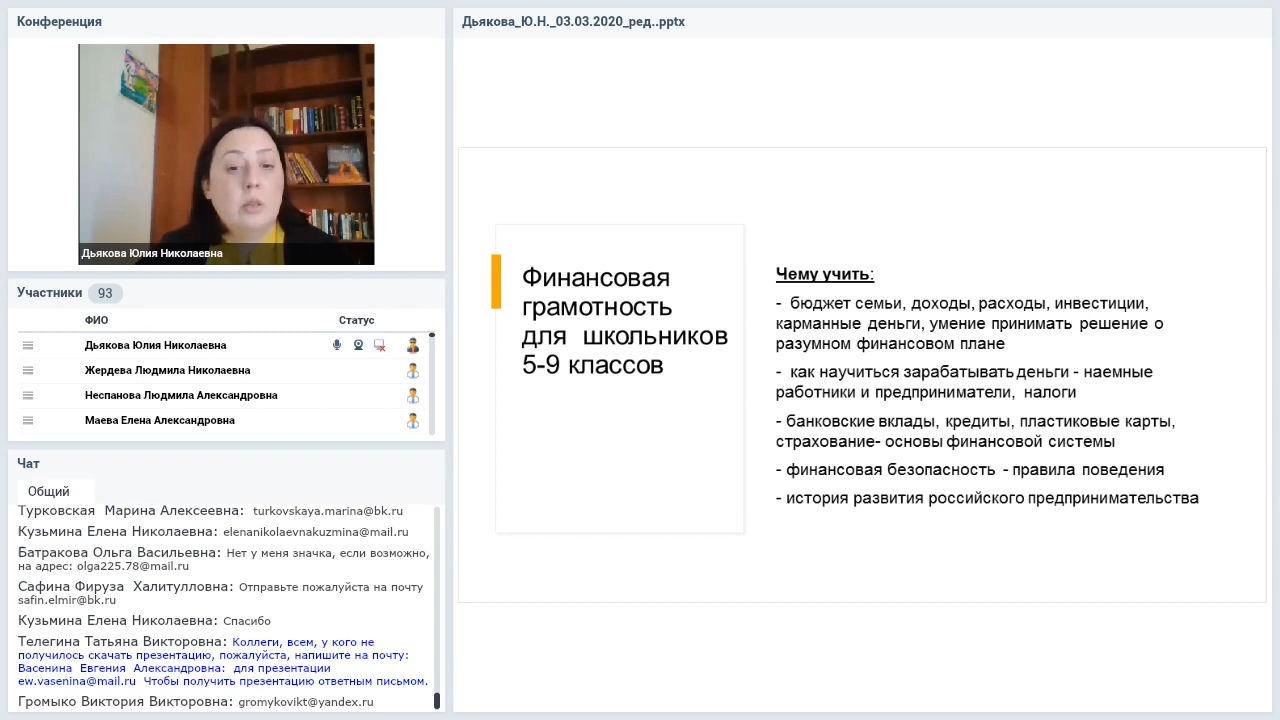 Конференция
Дьякова Юлия Николаевна
Участники 93
ФИО Статус
Дьякова Юлия Николаевна
Жердева Людмила Николаевна
Неспанова Людмила Александровна
Маева Елена Александровна
Чат
Общий
Турковская Марина Алексеевна: turkovskaya.marina@bk.ru
Кузьмина Елена Николаевна: elenanikolaevnakuzmina@mail.ru
Батракова Ольга Васильевна: Нет у меня значка, если возможно,
на адрес: olga225.78@mail.ru
Сафина Фируза Халитулловна: Отправьте пожалуйста на почту
safin.elmir@bk.ru
Кузьмина Елена Николаевна: Спасибо
Телегина Татьяна Викторовна: Коллеги, всем, у кого не
получилось скачать презентацию, пожалуйста, напишите на почту:
Васенина Евгения Александровна: для презентации
ew.vasenina@mail.ru Чтобы получить презентацию ответным письмом.
Громыко Виктория Викторовна: gromykovikt@yandex.ru
Дьякова_Ю.Н._03.03.2020_ред..pptx
Финансовая
грамотность
для школьников
5-9 классов
Чему учить:
- бюджет семьи, доходы, расходы, инвестиции,
карманные деньги, умение принимать решение о
разумном финансовом плане
- как научиться зарабатывать деньги - наемные
работники и предприниматели, налоги
- банковские вклады, кредиты, пластиковые карты,
страхование- основы финансовой системы
- финансовая безопасность - правила поведения
- история развития российского предпринимательства